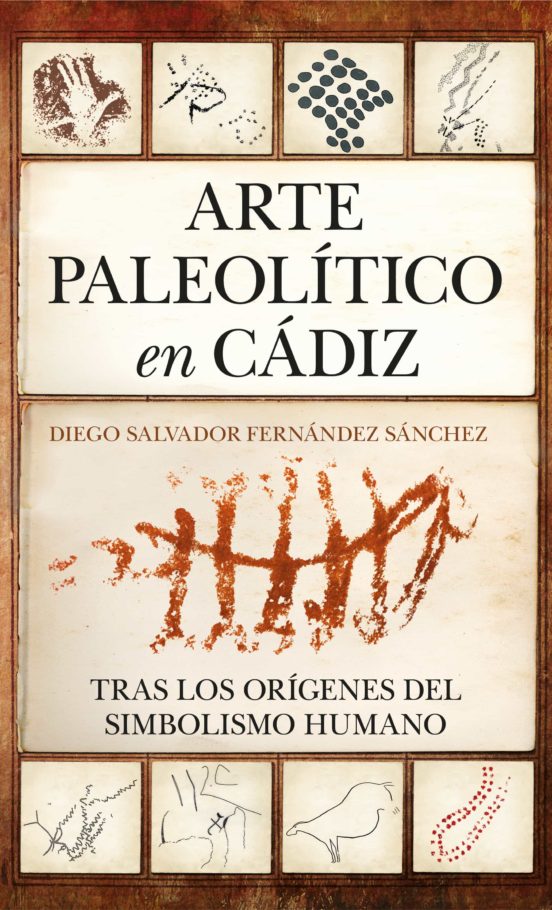 ARTE
PALEOLÍTICO
en CÁDIZ
DIEGO SALVADOR FERNÁNDEZ SÁNCHEZ
TRAS LOS ORÍGENES DEL
SIMBOLISMO HUMANO